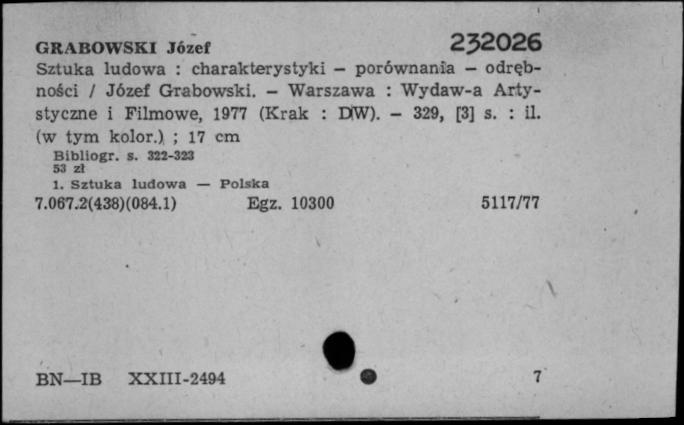 GRABOWSKI Józef 232026
Sztuka ludowa : charakterystyki — porównania — odręb-
ności / Józef Grabowski. — Warszawa : Wydaw-a Arty-
styczne i Filmowe, 1977 (Krak : DW). — 329, [3] s. : il.
(w tym kolor.) ; 17 cm
Bibliogr. s. 322-323
53 zł
1. Sztuka ludowa — Polska
7.067.2(438)(084.1) Egz. 10300 5117/77
BN—IB XXIII-2494 7